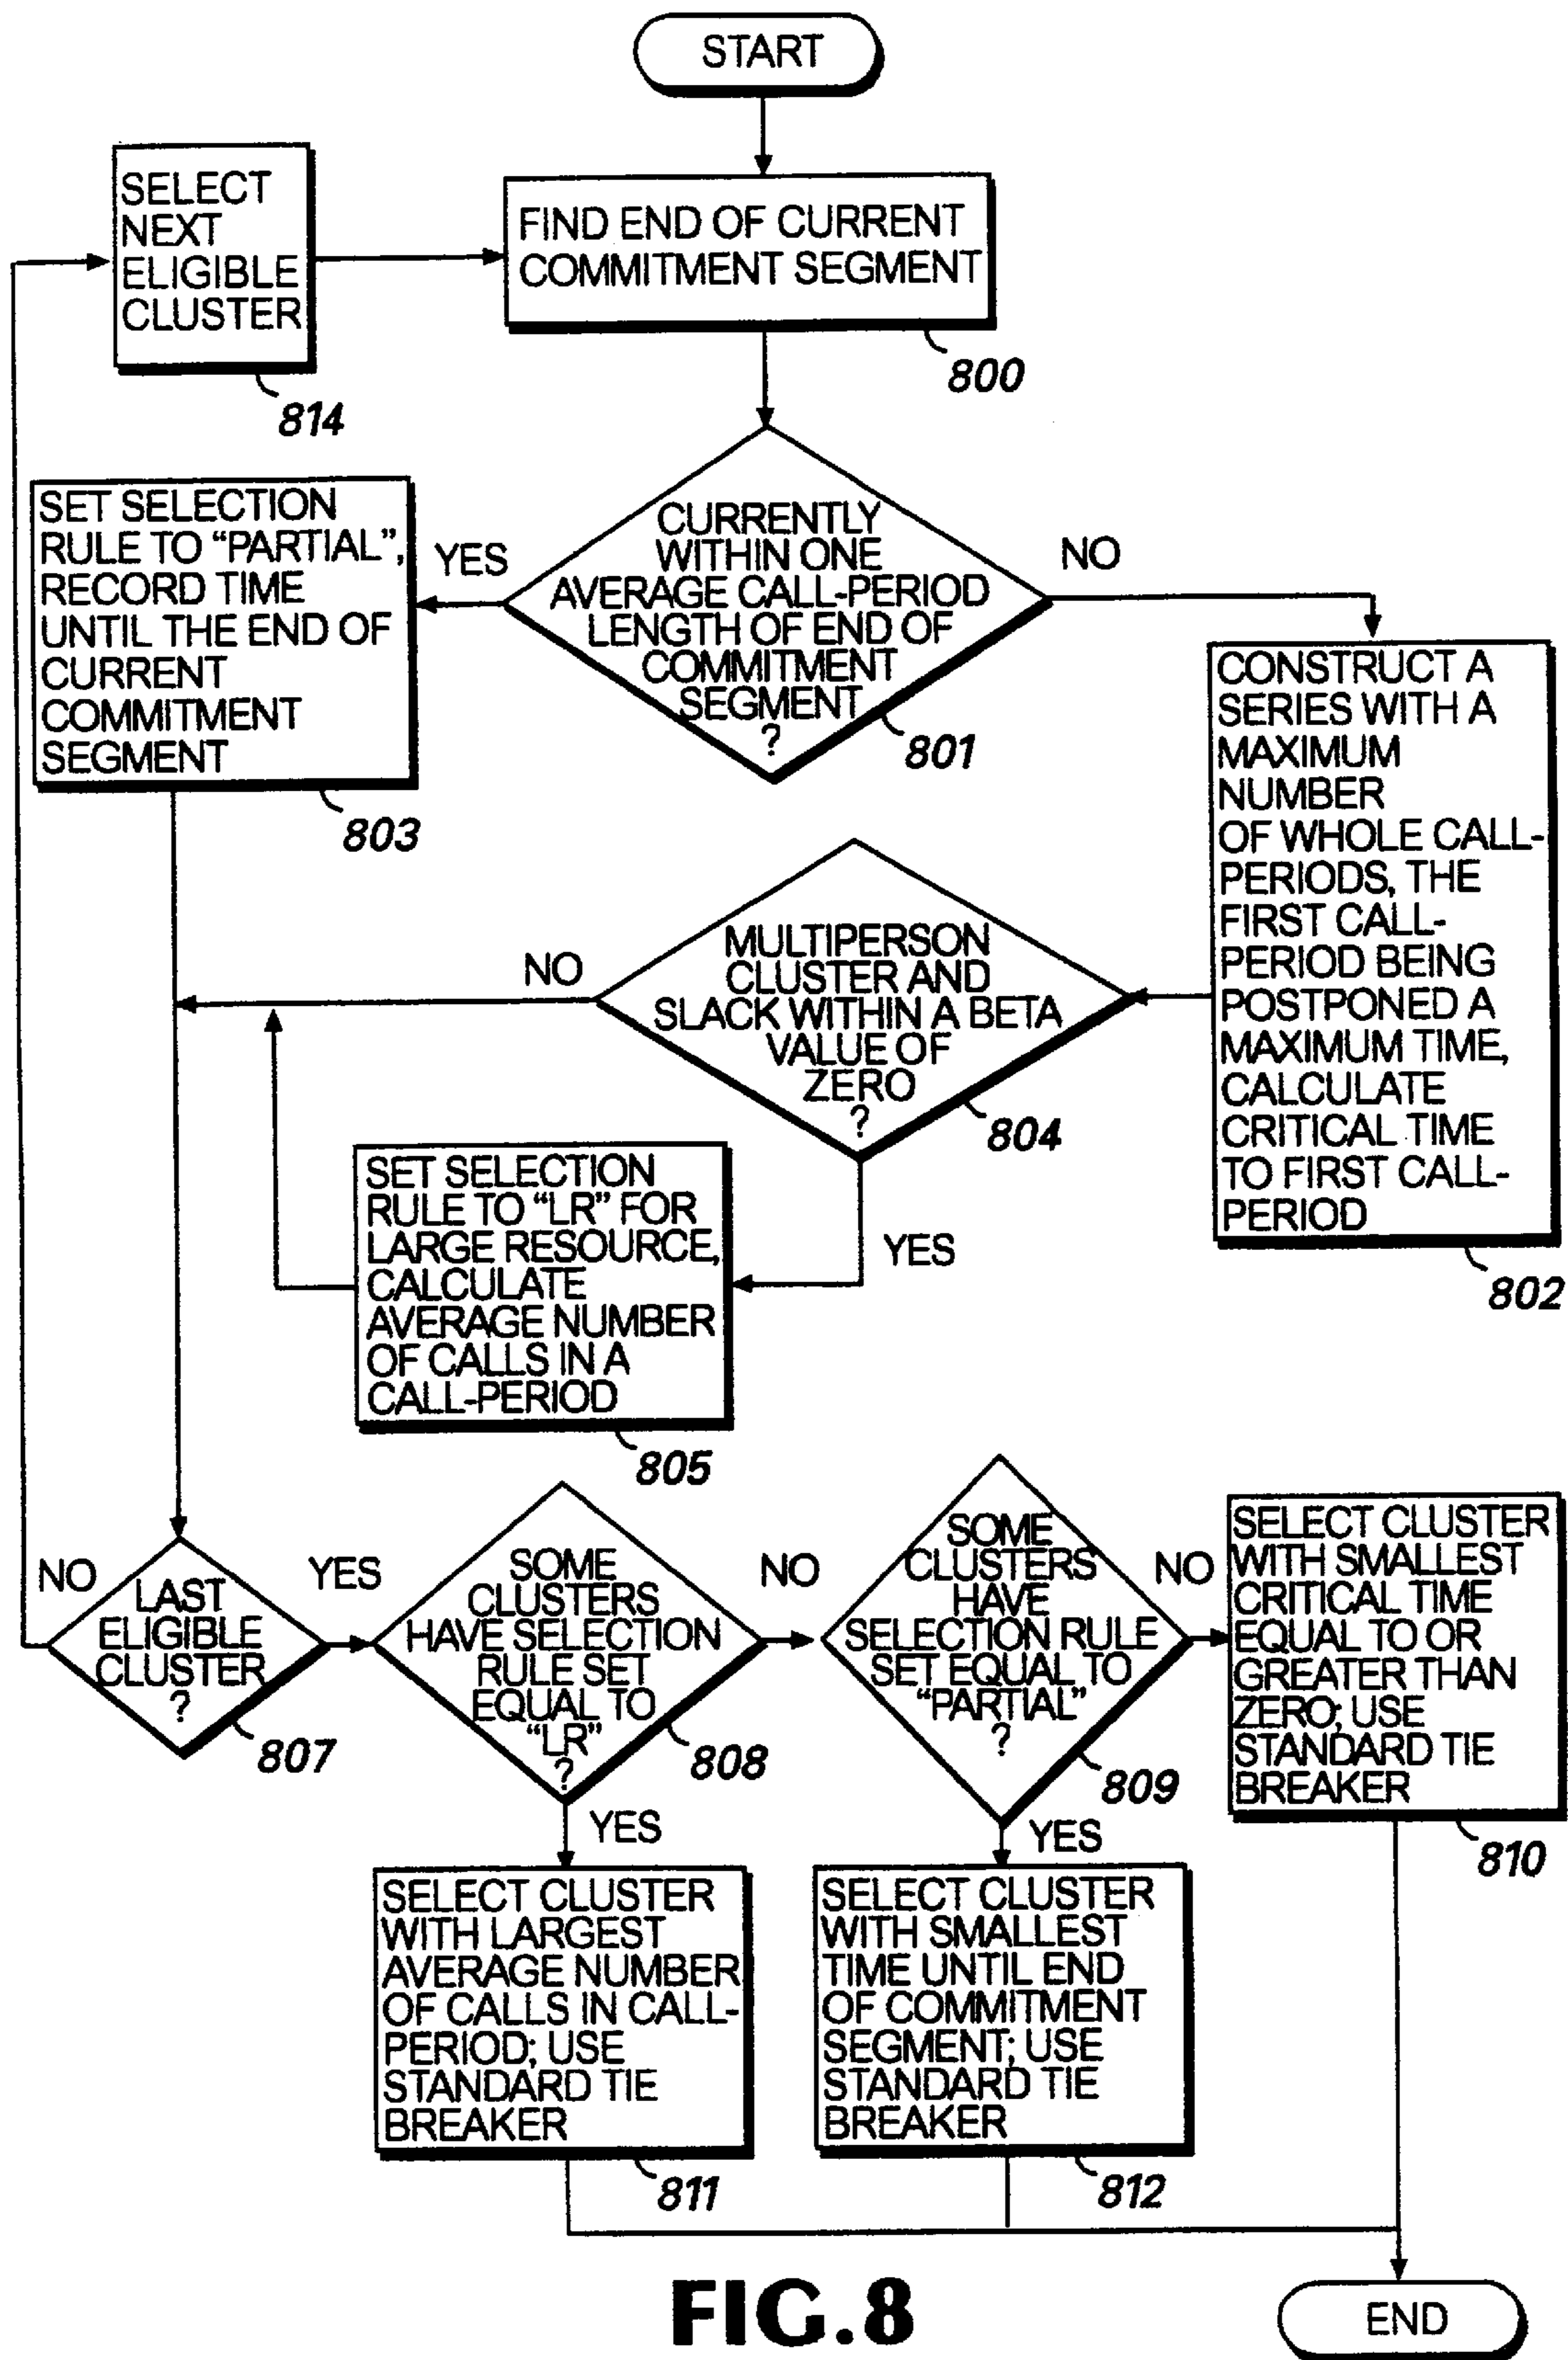 START
SELECT
NEXT
ELIGIBLE
CLUSTER
814
FIND END OF CURRENT
COMMITMENT SEGMENT
800
CURRENTLY
WITHIN ONE
AVERAGE CALL-PERIOD
LENGTH OF END OF
COMMITMENT
SEGMENT
?
801
YES
NO
SET SELECTION
RULE TO “PARTIAL”,
RECORD TIME
UNTIL THE END OF
CURRENT
COMMITMENT
SEGMENT
803
CONSTRUCT A
SERIES WITH A
MAXIMUM
NUMBER
OF WHOLE CALL-
PERIODS, THE
FIRST CALL-
PERIOD BEING
POSTPONED A
MAXIMUM TIME,
CALCULATE
CRITICAL TIME
TO FIRST CALL-
PERIOD
802
MULTIPERSON
CLUSTER AND
SLACK WITHIN A BETA
VALUE OF
ZERO
?
804
NO
YES
SET SELECTION
RULE TO “LR” FOR
LARGE RESOURCE,
CALCULATE
AVERAGE NUMBER
OF CALLS IN A
CALL-PERIOD
805
NO
LAST
ELIGIBLE
CLUSTER
?
807
YES
SOME
CLUSTERS
HAVE SELECTION
RULE SET
EQUAL TO
“LR”
?
808
NO
YES
SOME
CLUSTERS
HAVE
SELECTION RULE
SET EQUAL TO
“PARTIAL”
?
809
NO
YES
SELECT CLUSTER
WITH SMALLEST
CRITICAL TIME
EQUAL TO OR
GREATER THAN
ZERO; USE
STANDARD TIE
BREAKER
810
SELECT CLUSTER
WITH LARGEST
AVERAGE NUMBER
OF CALLS IN CALL-
PERIOD; USE
STANDARD TIE
BREAKER
811
SELECT CLUSTER
WITH SMALLEST
TIME UNTIL END
OF COMMITMENT
SEGMENT; USE
STANDARD TIE
BREAKER
812
END
FIG.8